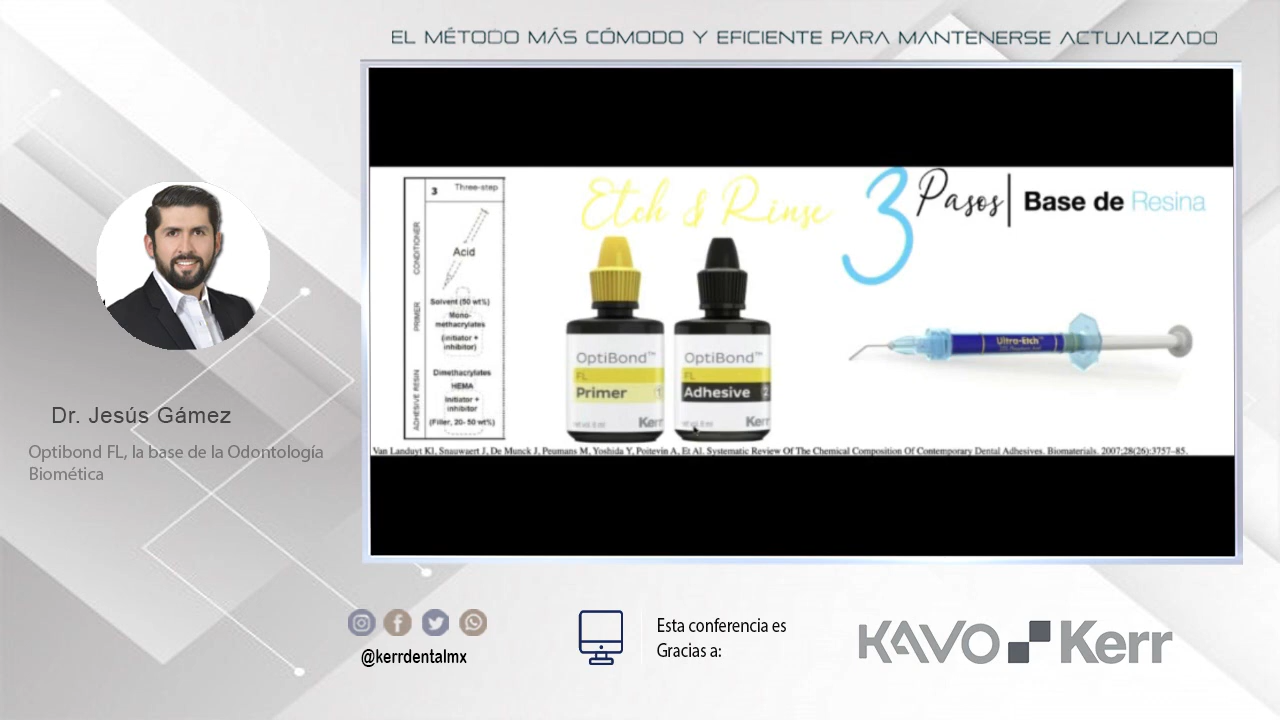 EL MÉTODO MÁS CÓMODO Y EFICIENTE PARA MANTENERSE ACTUALIZADO
Dr. Jesús Gámez
Optibond FL, la base de la Odontología
Biomética
3
Three-step
CONDITIONER
Acid
PRIMER
Solvent (50 wt%)
Mono-
methacrylates
(initiator +
inhibitor)
ADHESIVE RESIN
Dimethacrylates
HEMA
Initiator +
inhibitor
(Filler, 20- 50 wt%)
Etch & Rinse
OptiBond™
FL
Primer
Kerr
OptiBond™
FL
Adhesive
Kerr
3 Pasos | Base de Resina
Ultra-Etch™
Van Landuyt Kl, Snauwaert J, De Munck J, Peumans M, Yoshida Y, Poitevin A, Et Al. Systematic Review Of The Chemical Composition Of Contemporary Dental Adhesives. Biomaterials. 2007;28(26):3757–85.
@kerrdentalmx
Esta conferencia es
Gracias a:
KAVO Kerr